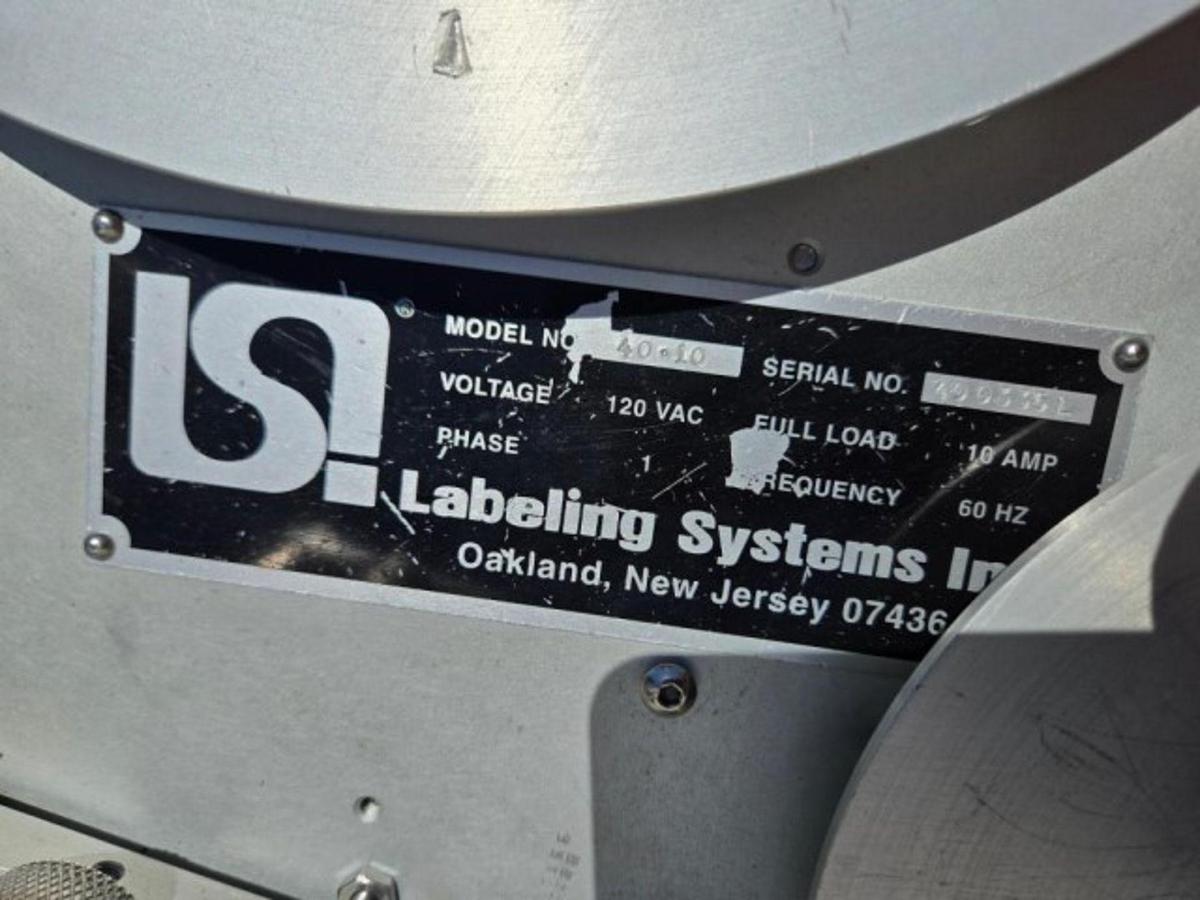 LSI ®
MODEL NO 40·10
SERIAL NO.
VOLTAGE 120 VAC
FULL LOAD 10 AMP
PHASE 1
REQUENCY 60 HZ
Labeling Systems In
Oakland, New Jersey 07436